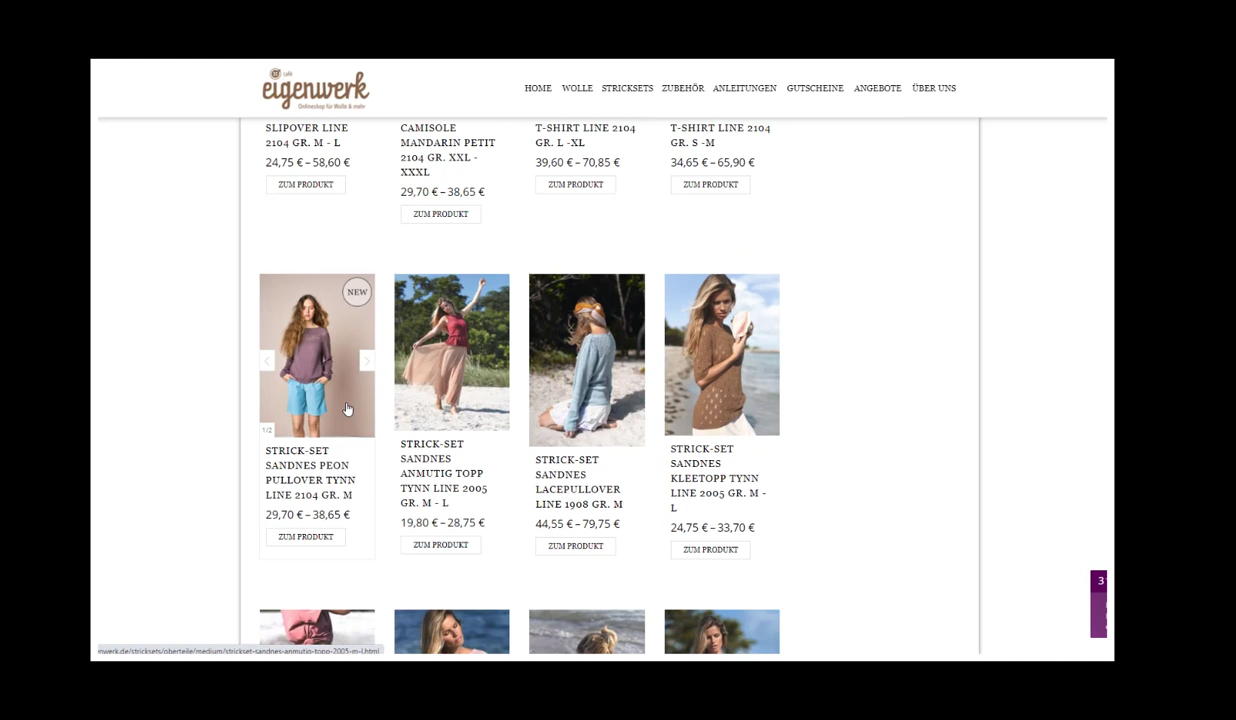 café
eigenwerk
Onlineshop für Wolle & mehr
HOME WOLLE STRICKSETS ZUBEHÖR ANLEITUNGEN GUTSCHEINE ANGEBOTE ÜBER UNS
SLIPOVER LINE
2104 GR. M - L
24,75 € – 58,60 €
ZUM PRODUKT
CAMISOLE
MANDARIN PETIT
2104 GR. XXL -
XXXL
29,70 € – 38,65 €
ZUM PRODUKT
T-SHIRT LINE 2104
GR. L -XL
39,60 € – 70,85 €
ZUM PRODUKT
T-SHIRT LINE 2104
GR. S -M
34,65 € – 65,90 €
ZUM PRODUKT
NEW
1/2
STRICK-SET
SANDNES PEON
PULLOVER TYNN
LINE 2104 GR. M
29,70 € – 38,65 €
ZUM PRODUKT
STRICK-SET
SANDNES
ANMUTIG TOPP
TYNN LINE 2005
GR. M - L
19,80 € – 28,75 €
ZUM PRODUKT
STRICK-SET
SANDNES
LACEPULLOVER
LINE 1908 GR. M
44,55 € – 79,75 €
ZUM PRODUKT
STRICK-SET
SANDNES
KLEETOPP TYNN
LINE 2005 GR. M -
L
24,75 € – 33,70 €
ZUM PRODUKT
3
enwerk.de/stricksets/oberteile/medium/strickset-sandnes-anmutig-topp-2005-m-l.html